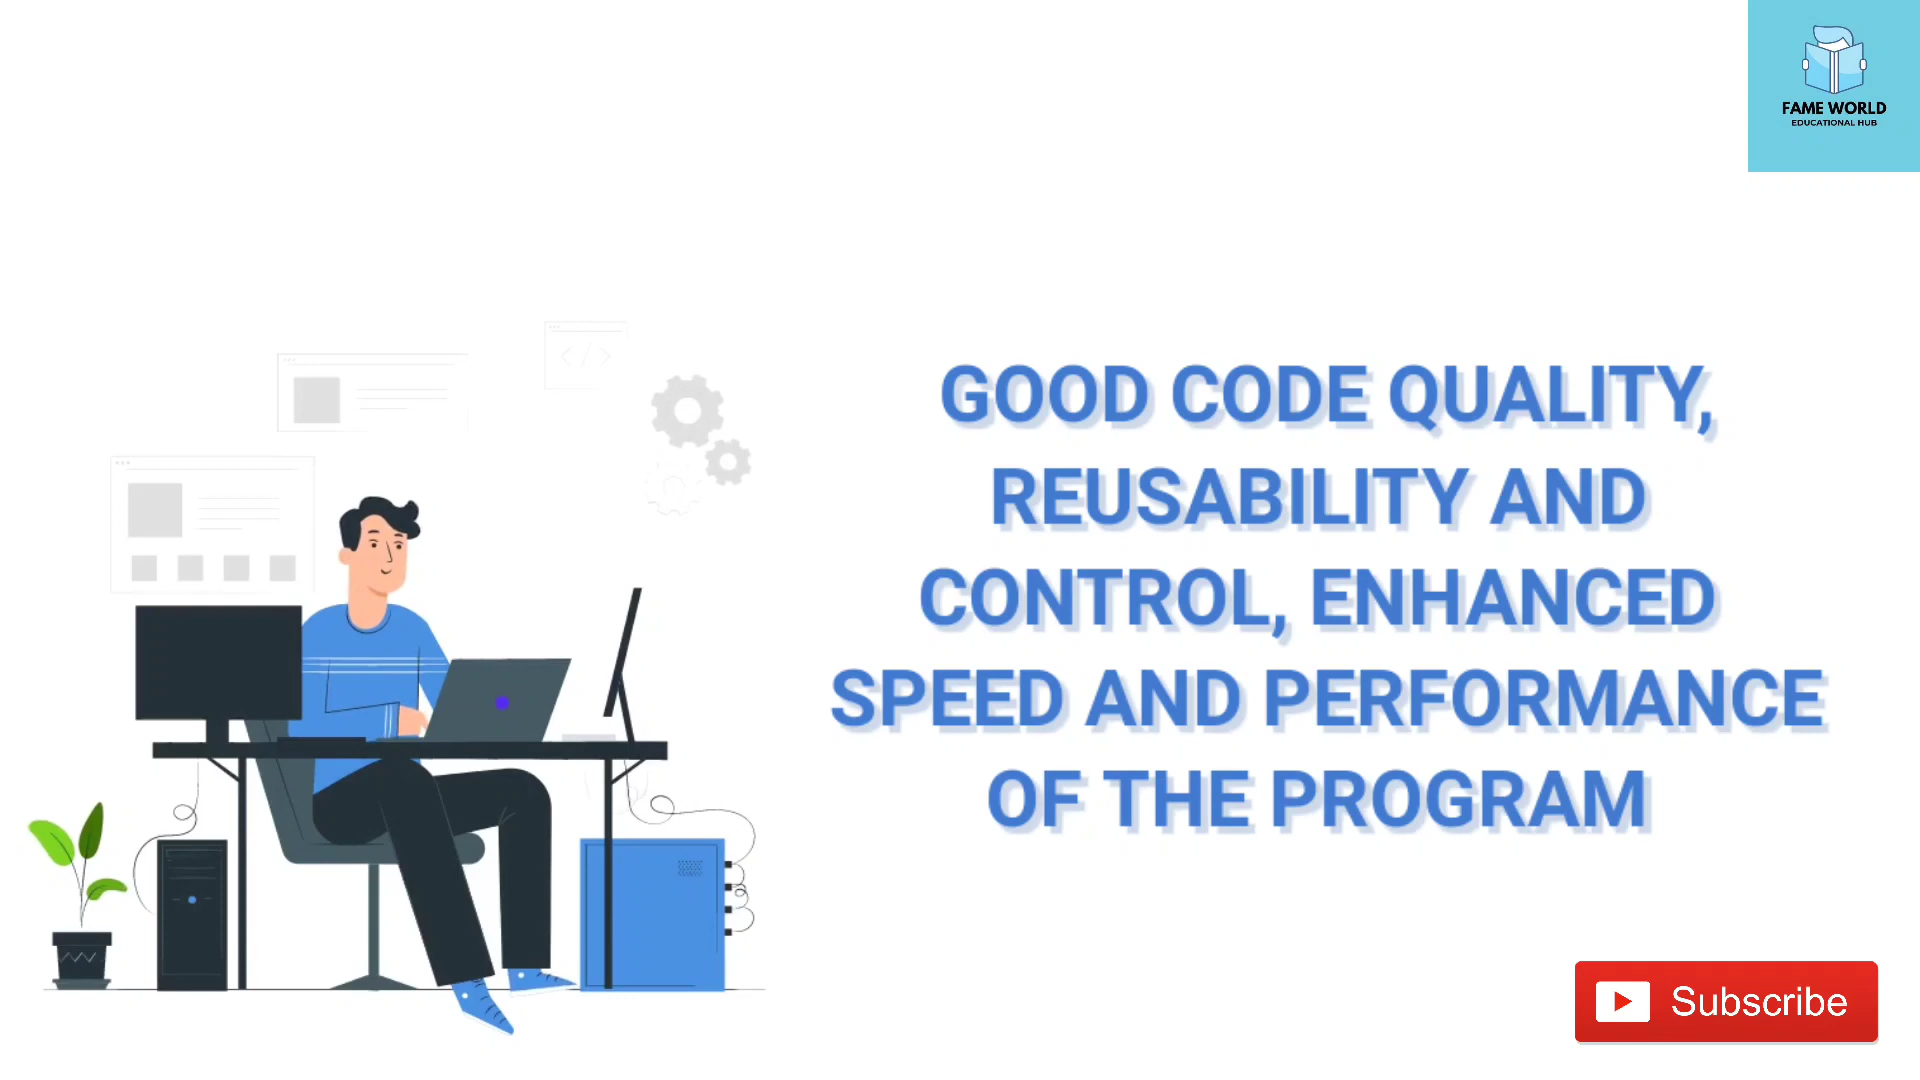 FAME WORLD
EDUCATIONAL HUB
GOOD CODE QUALITY,
REUSABILITY AND
CONTROL, ENHANCED
SPEED AND PERFORMANCE
OF THE PROGRAM
Subscribe